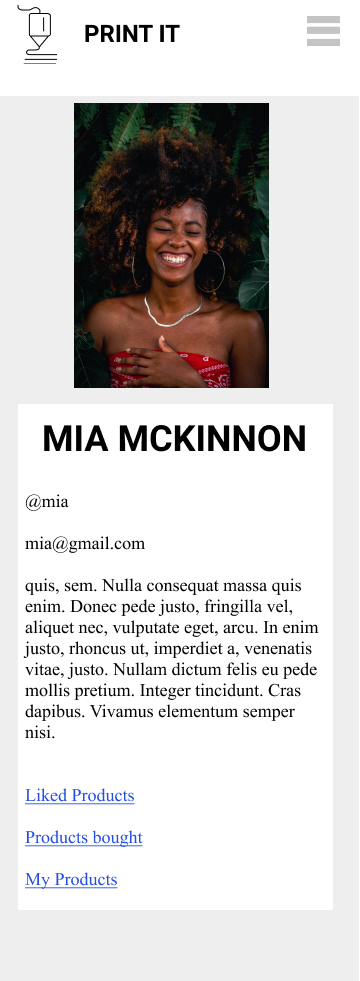 PRINT IT
MIA MCKINNON
@mia
mia@gmail.com
quis, sem. Nulla consequat massa quis
enim. Donec pede justo, fringilla vel,
aliquet nec, vulputate eget, arcu. In enim
justo, rhoncus ut, imperdiet a, venenatis
vitae, justo. Nullam dictum felis eu pede
mollis pretium. Integer tincidunt. Cras
dapibus. Vivamus elementum semper
nisi.
Liked Products
Products bought
My Products